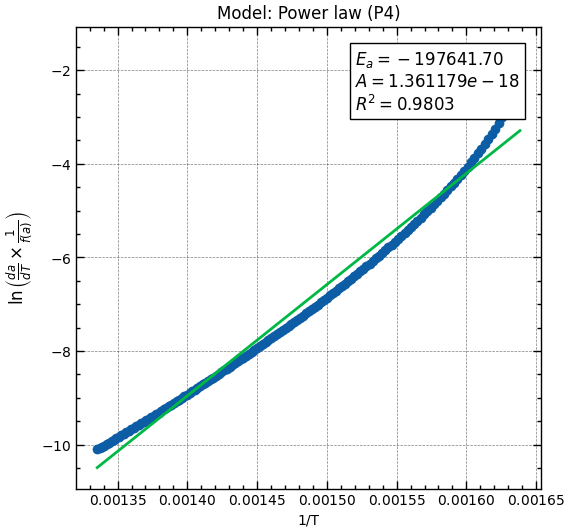 Model: Power law (P4)
E_a = −197641.70
A = 1.361179e − 18
R² = 0.9803
ln (da/dT × 1/f(a))
−2
−4
−6
−8
−10
0.00135 0.00140 0.00145 0.00150 0.00155 0.00160 0.00165
1/T